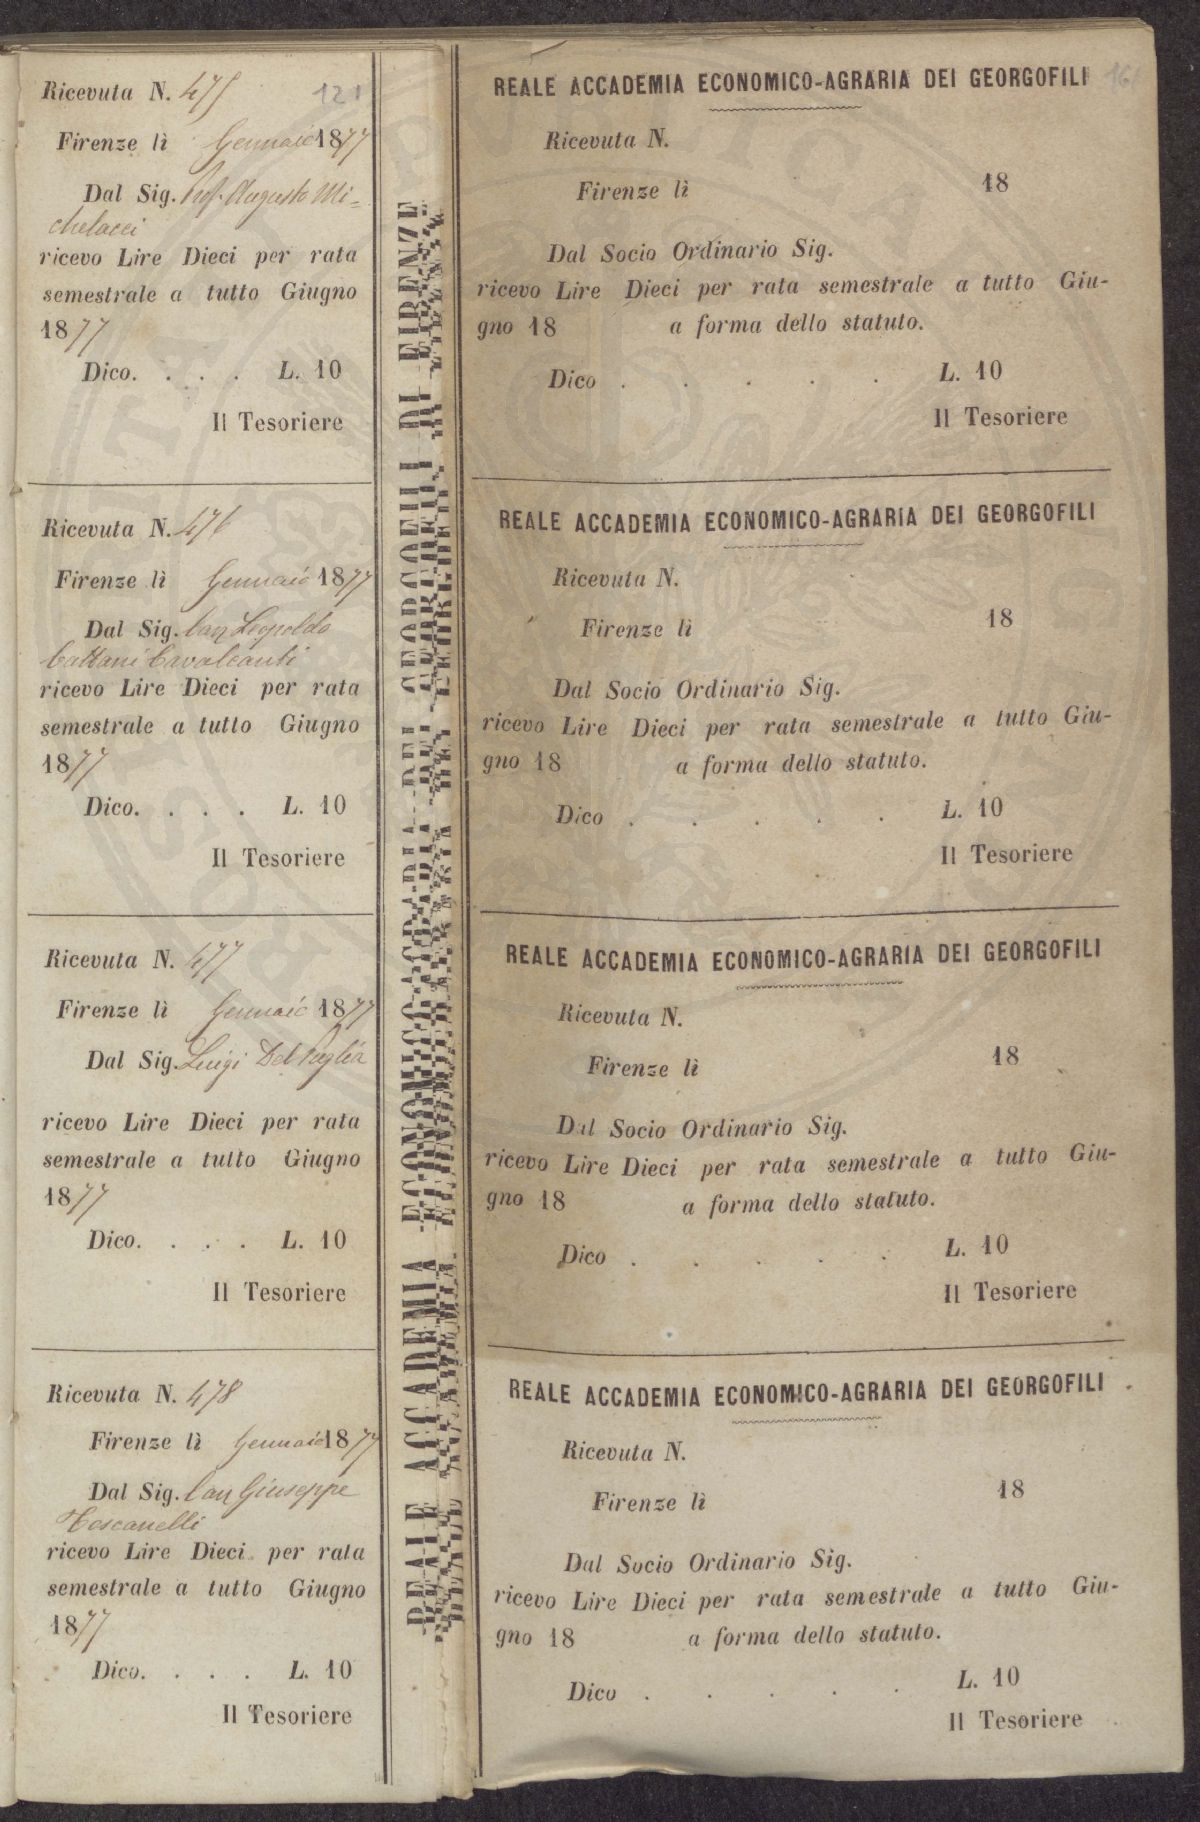 Ricevuta N. 475 121
Firenze lì Gennaio 1877
Dal Sig. Prof. Augusto Mi=
chelacci
ricevo Lire Dieci per rata
semestrale a tutto Giugno
1877
Dico. . . . L. 10
Il Tesoriere
Ricevuta N. 476
Firenze lì Gennaio 1877
Dal Sig. Cav Leopoldo
Cattani Cavalcanti
ricevo Lire Dieci per rata
semestrale a tutto Giugno
1877
Dico. . . . L. 10
Il Tesoriere
Ricevuta N. 477
Firenze lì Gennaio 1877
Dal Sig. Luigi Del Puglia
ricevo Lire Dieci per rata
semestrale a tutto Giugno
1877
Dico. . . . L. 10
Il Tesoriere
Ricevuta N. 478
Firenze lì Gennaio 1877
Dal Sig. Cav Giuseppe
Toscanelli
ricevo Lire Dieci per rata
semestrale a tutto Giugno
1877
Dico. . . . L. 10
Il Tesoriere
REALE ACCADEMIA ECONOMICO-AGRARIA DEI GEORGOFILI DI FIRENZE
REALE ACCADEMIA ECONOMICO-AGRARIA DEI GEORGOFILI
Ricevuta N.
Firenze lì 18
Dal Socio Ordinario Sig.
ricevo Lire Dieci per rata semestrale a tutto Giu-
gno 18 a forma dello statuto.
Dico . . . . . L. 10
Il Tesoriere
REALE ACCADEMIA ECONOMICO-AGRARIA DEI GEORGOFILI
Ricevuta N.
Firenze lì 18
Dal Socio Ordinario Sig.
ricevo Lire Dieci per rata semestrale a tutto Giu-
gno 18 a forma dello statuto.
Dico . . . . . L. 10
Il Tesoriere
REALE ACCADEMIA ECONOMICO-AGRARIA DEI GEORGOFILI
Ricevuta N.
Firenze lì 18
Dal Socio Ordinario Sig.
ricevo Lire Dieci per rata semestrale a tutto Giu-
gno 18 a forma dello statuto.
Dico . . . . . L. 10
Il Tesoriere
REALE ACCADEMIA ECONOMICO-AGRARIA DEI GEORGOFILI
Ricevuta N.
Firenze lì 18
Dal Socio Ordinario Sig.
ricevo Lire Dieci per rata semestrale a tutto Giu-
gno 18 a forma dello statuto.
Dico . . . . . L. 10
Il Tesoriere